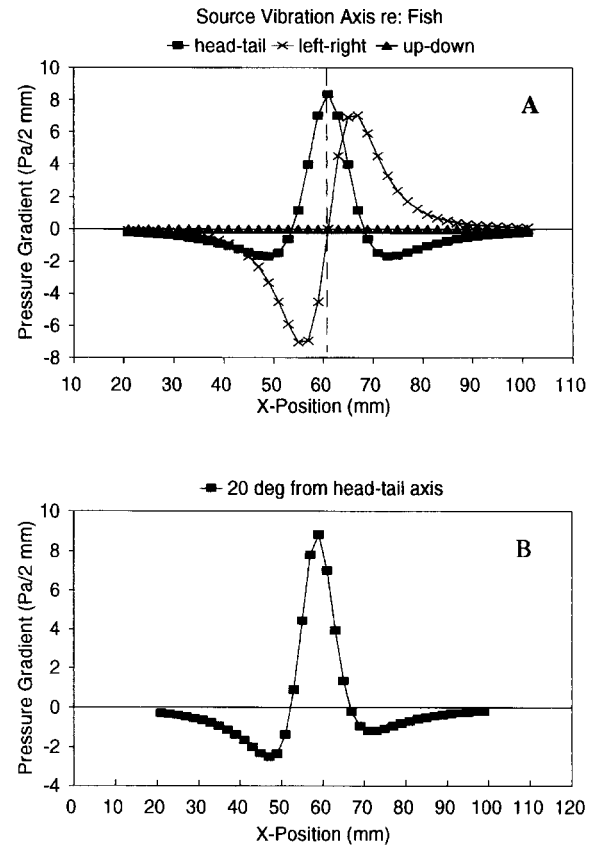 Source Vibration Axis re: Fish
head-tail left-right up-down
A
Pressure Gradient (Pa/2 mm)
10
8
6
4
2
0
-2
-4
-6
-8
10 20 30 40 50 60 70 80 90 100 110
X-Position (mm)
20 deg from head-tail axis
B
Pressure Gradient (Pa/2 mm)
10
8
6
4
2
0
-2
-4
0 10 20 30 40 50 60 70 80 90 100 110 120
X-Position (mm)